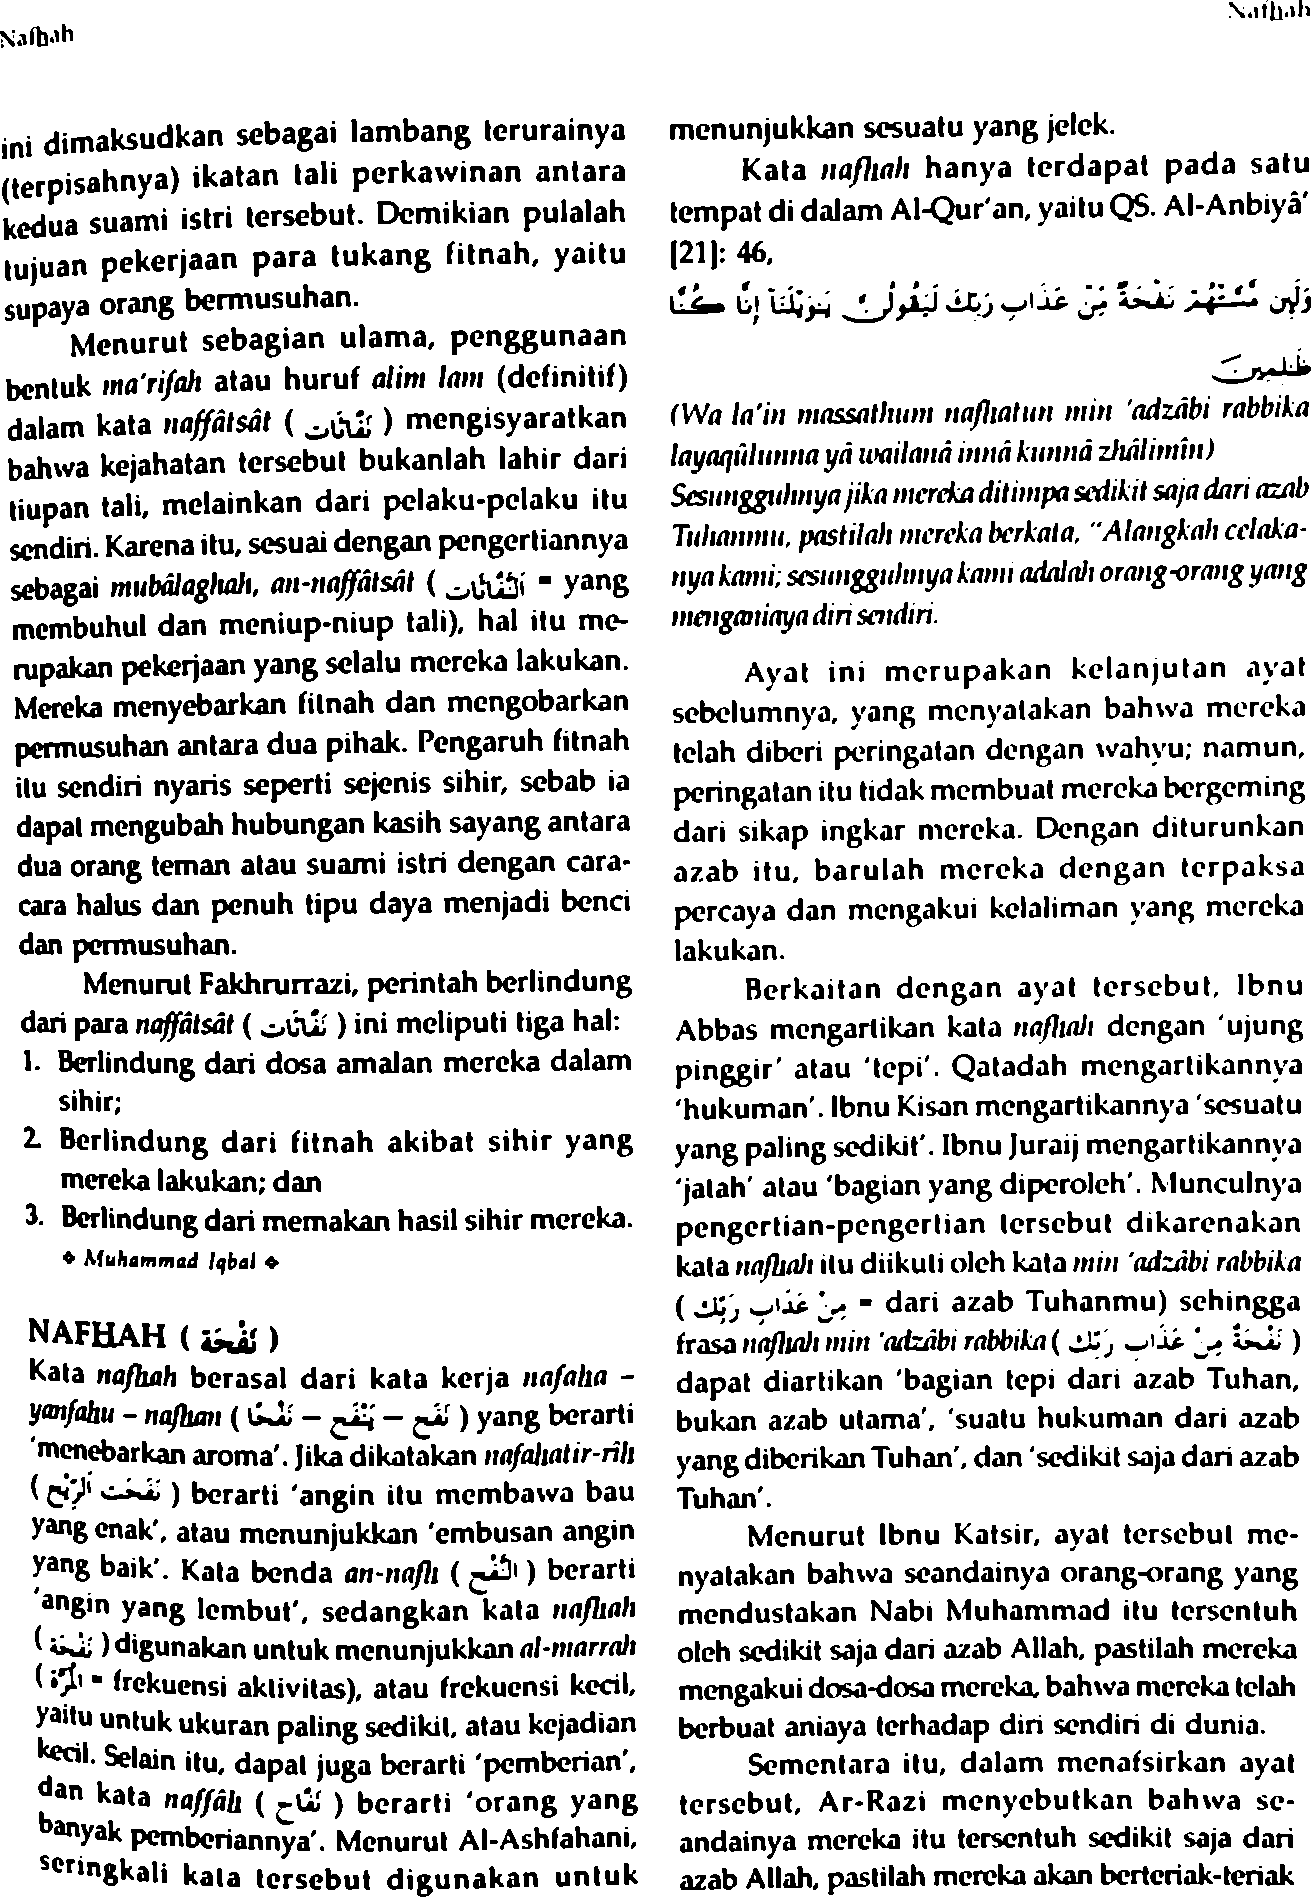 Nafhah
Nafhah
ini dimaksudkan sebagai lambang terurainya
(terpisahnya) ikatan tali perkawinan antara
kedua suami istri tersebut. Demikian pulalah
tujuan pekerjaan para tukang fitnah, yaitu
supaya orang bermusuhan.
Menurut sebagian ulama, penggunaan
bentuk ma'rifah atau huruf alim lam (definitif)
dalam kata naffâtsât ( نَفَّاثَات ) mengisyaratkan
bahwa kejahatan tersebut bukanlah lahir dari
tiupan tali, melainkan dari pelaku-pelaku itu
sendiri. Karena itu, sesuai dengan pengertiannya
sebagai mubâlaghah, an-naffâtsât ( النَّفَّاثَات = yang
membuhul dan meniup-niup tali), hal itu me-
rupakan pekerjaan yang selalu mereka lakukan.
Mereka menyebarkan fitnah dan mengobarkan
permusuhan antara dua pihak. Pengaruh fitnah
itu sendiri nyaris seperti sejenis sihir, sebab ia
dapat mengubah hubungan kasih sayang antara
dua orang teman atau suami istri dengan cara-
cara halus dan penuh tipu daya menjadi benci
dan permusuhan.
Menurut Fakhrurrazi, perintah berlindung
dari para naffâtsât ( نَفَّاثَات ) ini meliputi tiga hal:
1. Berlindung dari dosa amalan mereka dalam
sihir;
2. Berlindung dari fitnah akibat sihir yang
mereka lakukan; dan
3. Berlindung dari memakan hasil sihir mereka.
❖ Muhammad Iqbal ❖
NAFHAH ( نَفْحَة )
Kata nafhah berasal dari kata kerja nafaha –
yanfahu – nafhan ( نَفَحَ – يَنْفَحُ – نَفْحًا ) yang berarti
'menebarkan aroma'. Jika dikatakan nafahatir-rîh
( نَفَحَتِ الرِّيْحُ ) berarti 'angin itu membawa bau
yang enak', atau menunjukkan 'embusan angin
yang baik'. Kata benda an-nafh ( النَّفْح ) berarti
'angin yang lembut', sedangkan kata nafhah
( نَفْحَة ) digunakan untuk menunjukkan al-marrah
( المَرَّة = frekuensi aktivitas), atau frekuensi kecil,
yaitu untuk ukuran paling sedikit, atau kejadian
kecil. Selain itu, dapat juga berarti 'pemberian',
dan kata naffâh ( نَفَّاح ) berarti 'orang yang
banyak pemberiannya'. Menurut Al-Ashfahani,
seringkali kata tersebut digunakan untuk
menunjukkan sesuatu yang jelek.
Kata nafhah hanya terdapat pada satu
tempat di dalam Al-Qur'an, yaitu QS. Al-Anbiyâ'
[21]: 46,
وَلَئِن مَّسَّتْهُمْ نَفْحَةٌ مِّنْ عَذَابِ رَبِّكَ لَيَقُولُنَّ يَـٰوَيْلَنَآ إِنَّا كُنَّا
ظَـٰلِمِينَ
(Wa la'in massathum nafhatun min 'adzâbi rabbika
layaqûlunna yâ wailanâ innâ kunnâ zhâlimîn)
Sesungguhnya jika mereka ditimpa sedikit saja dari azab
Tuhanmu, pastilah mereka berkata, "Alangkah celaka-
nya kami; sesungguhnya kami adalah orang-orang yang
menganiaya diri sendiri.
Ayat ini merupakan kelanjutan ayat
sebelumnya, yang menyatakan bahwa mereka
telah diberi peringatan dengan wahyu; namun,
peringatan itu tidak membuat mereka bergeming
dari sikap ingkar mereka. Dengan diturunkan
azab itu, barulah mereka dengan terpaksa
percaya dan mengakui kelaliman yang mereka
lakukan.
Berkaitan dengan ayat tersebut, Ibnu
Abbas mengartikan kata nafhah dengan 'ujung
pinggir' atau 'tepi'. Qatadah mengartikannya
'hukuman'. Ibnu Kisan mengartikannya 'sesuatu
yang paling sedikit'. Ibnu Juraij mengartikannya
'jatah' atau 'bagian yang diperoleh'. Munculnya
pengertian-pengertian tersebut dikarenakan
kata nafhah itu diikuti oleh kata min 'adzâbi rabbika
( مِنْ عَذَابِ رَبِّكَ = dari azab Tuhanmu) sehingga
frasa nafhah min 'adzâbi rabbika ( نَفْحَةٌ مِنْ عَذَابِ رَبِّكَ )
dapat diartikan 'bagian tepi dari azab Tuhan,
bukan azab utama', 'suatu hukuman dari azab
yang diberikan Tuhan', dan 'sedikit saja dari azab
Tuhan'.
Menurut Ibnu Katsir, ayat tersebut me-
nyatakan bahwa seandainya orang-orang yang
mendustakan Nabi Muhammad itu tersentuh
oleh sedikit saja dari azab Allah, pastilah mereka
mengakui dosa-dosa mereka, bahwa mereka telah
berbuat aniaya terhadap diri sendiri di dunia.
Sementara itu, dalam menafsirkan ayat
tersebut, Ar-Razi menyebutkan bahwa se-
andainya mereka itu tersentuh sedikit saja dari
azab Allah, pastilah mereka akan berteriak-teriak